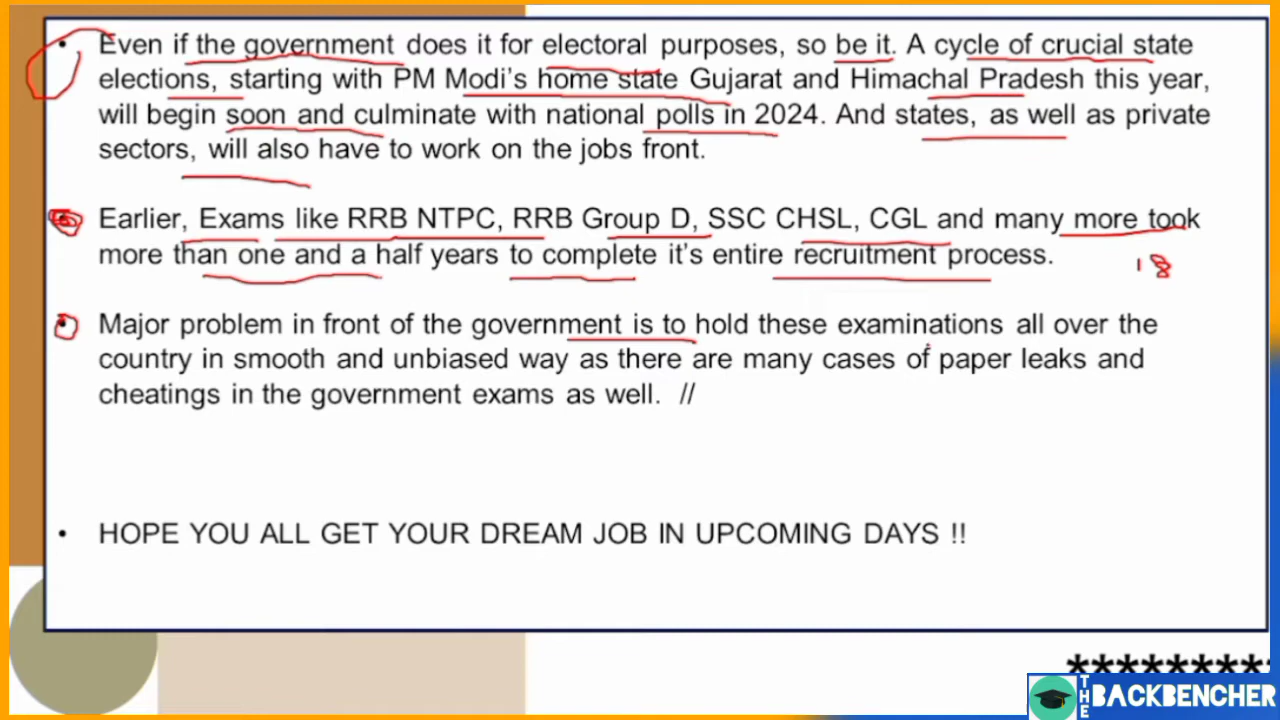 • Even if the government does it for electoral purposes, so be it. A cycle of crucial state
elections, starting with PM Modi's home state Gujarat and Himachal Pradesh this year,
will begin soon and culminate with national polls in 2024. And states, as well as private
sectors, will also have to work on the jobs front.
• Earlier, Exams like RRB NTPC, RRB Group D, SSC CHSL, CGL and many more took
more than one and a half years to complete it's entire recruitment process.
18
• Major problem in front of the government is to hold these examinations all over the
country in smooth and unbiased way as there are many cases of paper leaks and
cheatings in the government exams as well. //
• HOPE YOU ALL GET YOUR DREAM JOB IN UPCOMING DAYS !!
*********
THE BACKBENCHER